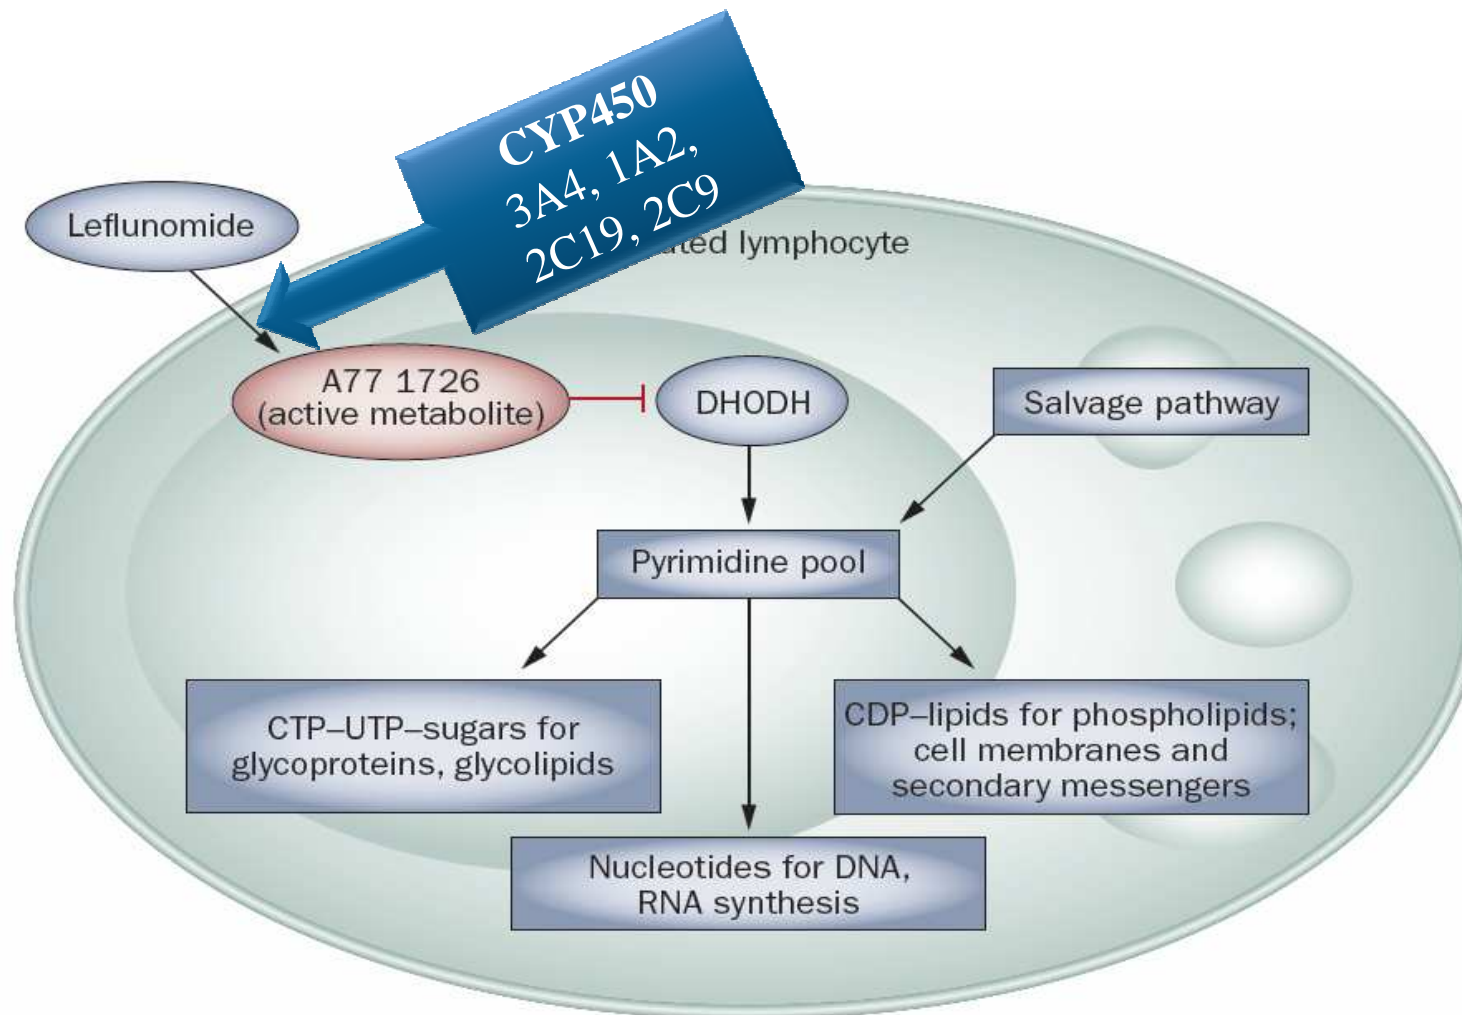 CYP450
3A4, 1A2,
2C19, 2C9
Leflunomide
lymphocyte
A77 1726
(active metabolite)
DHODH
Salvage pathway
Pyrimidine pool
CTP–UTP–sugars for
glycoproteins, glycolipids
CDP–lipids for phospholipids;
cell membranes and
secondary messengers
Nucleotides for DNA,
RNA synthesis